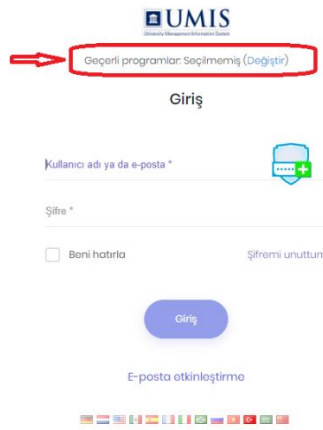 UMIS
University Management Information System
Geçerli programlar: Seçilmemiş (Değiştir)
Giriş
Kullanıcı adı ya da e-posta *
Şifre *
Beni hatırla
Şifremi unuttum
Giriş
E-posta etkinleştirme